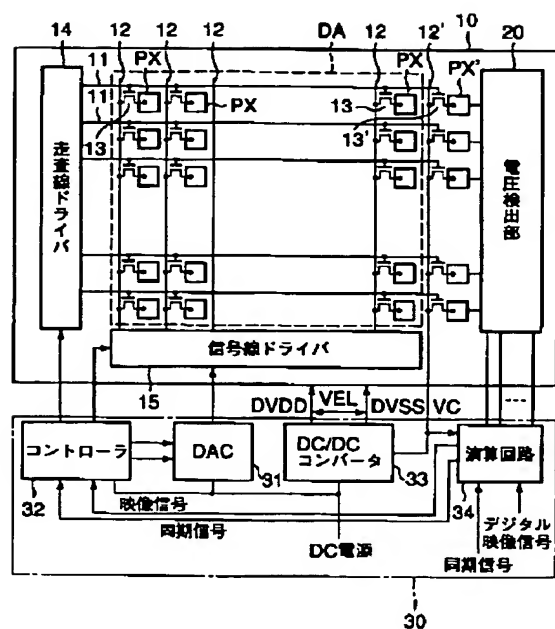 14 12 12 12 DA 12 12' 10 20
11 PX PX PX'
11 PX 13
13 13'
走査線ドライバ
電圧検出部
信号線ドライバ
15 DVDD VEL DVSS VC
コントローラ
DAC
DC/DC
コンバータ
演算回路
32 31 33 34
映像信号
同期信号
DC電源
デジタル
映像信号
同期信号
30